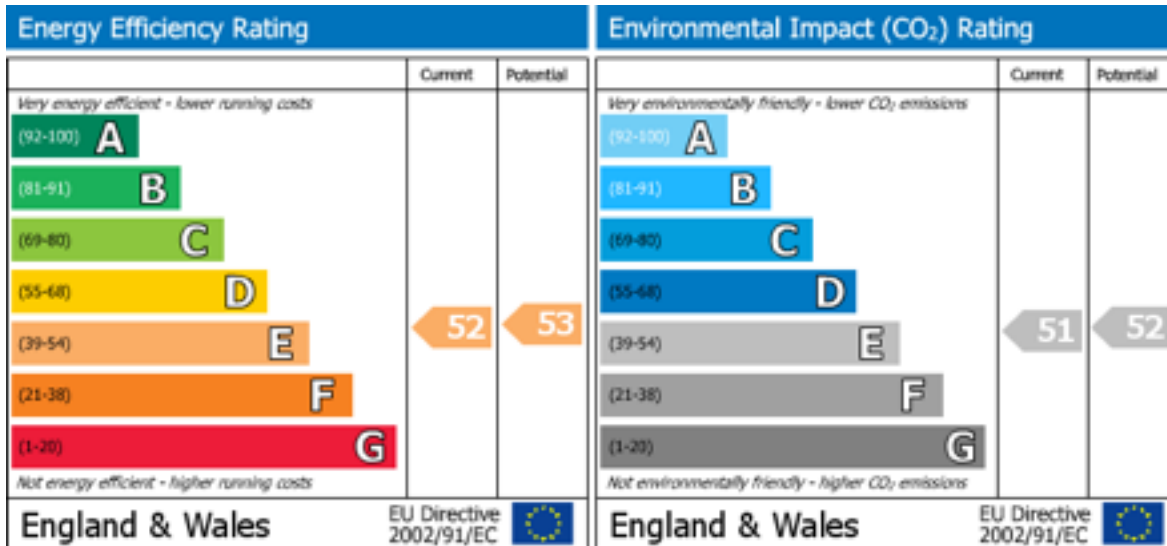 Energy Efficiency Rating
Current Potential
Very energy efficient - lower running costs
(92-100) A
(81-91) B
(69-80) C
(55-68) D
(39-54) E
(21-38) F
(1-20) G
52 53
Not energy efficient - higher running costs
England & Wales
EU Directive
2002/91/EC
Environmental Impact (CO₂) Rating
Current Potential
Very environmentally friendly - lower CO₂ emissions
(92-100) A
(81-91) B
(69-80) C
(55-68) D
(39-54) E
(21-38) F
(1-20) G
51 52
Not environmentally friendly - higher CO₂ emissions
England & Wales
EU Directive
2002/91/EC